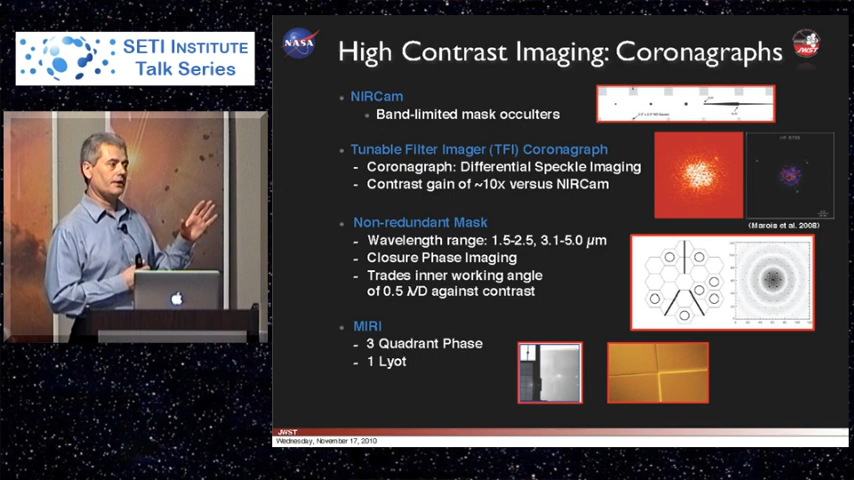 SETI INSTITUTE
Talk Series
NASA
High Contrast Imaging: Coronagraphs
JWST
NIRCam
Band-limited mask occulters
Tunable Filter Imager (TFI) Coronagraph
- Coronagraph: Differential Speckle Imaging
- Contrast gain of ~10x versus NIRCam
(Marois et al. 2008)
Non-redundant Mask
- Wavelength range: 1.5-2.5, 3.1-5.0 µm
- Closure Phase Imaging
- Trades inner working angle
of 0.5 λ/D against contrast
MIRI
- 3 Quadrant Phase
- 1 Lyot
JWST
Wednesday, November 17, 2010